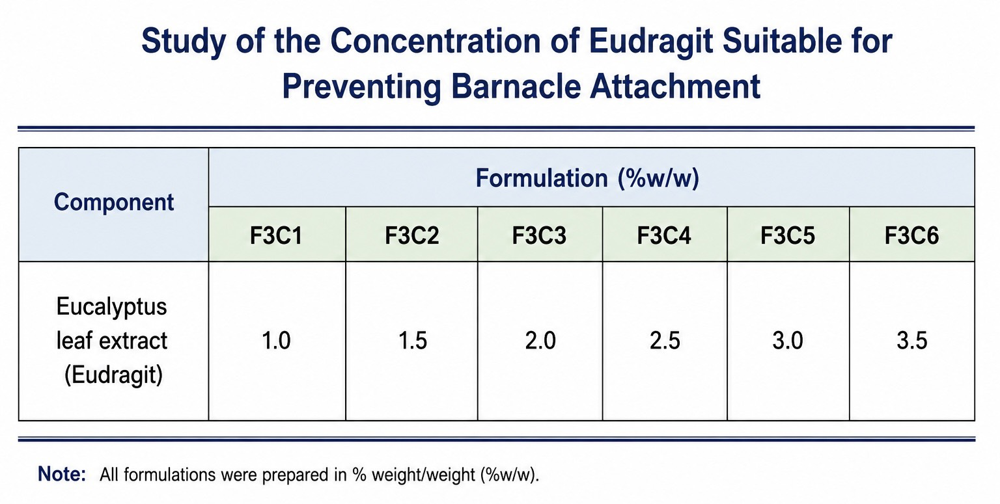 Study of the Concentration of Eudragit Suitable for
Preventing Barnacle Attachment
Component
Formulation (%w/w)
F3C1 F3C2 F3C3 F3C4 F3C5 F3C6
Eucalyptus
leaf extract
(Eudragit)
1.0 1.5 2.0 2.5 3.0 3.5
Note: All formulations were prepared in % weight/weight (%w/w).